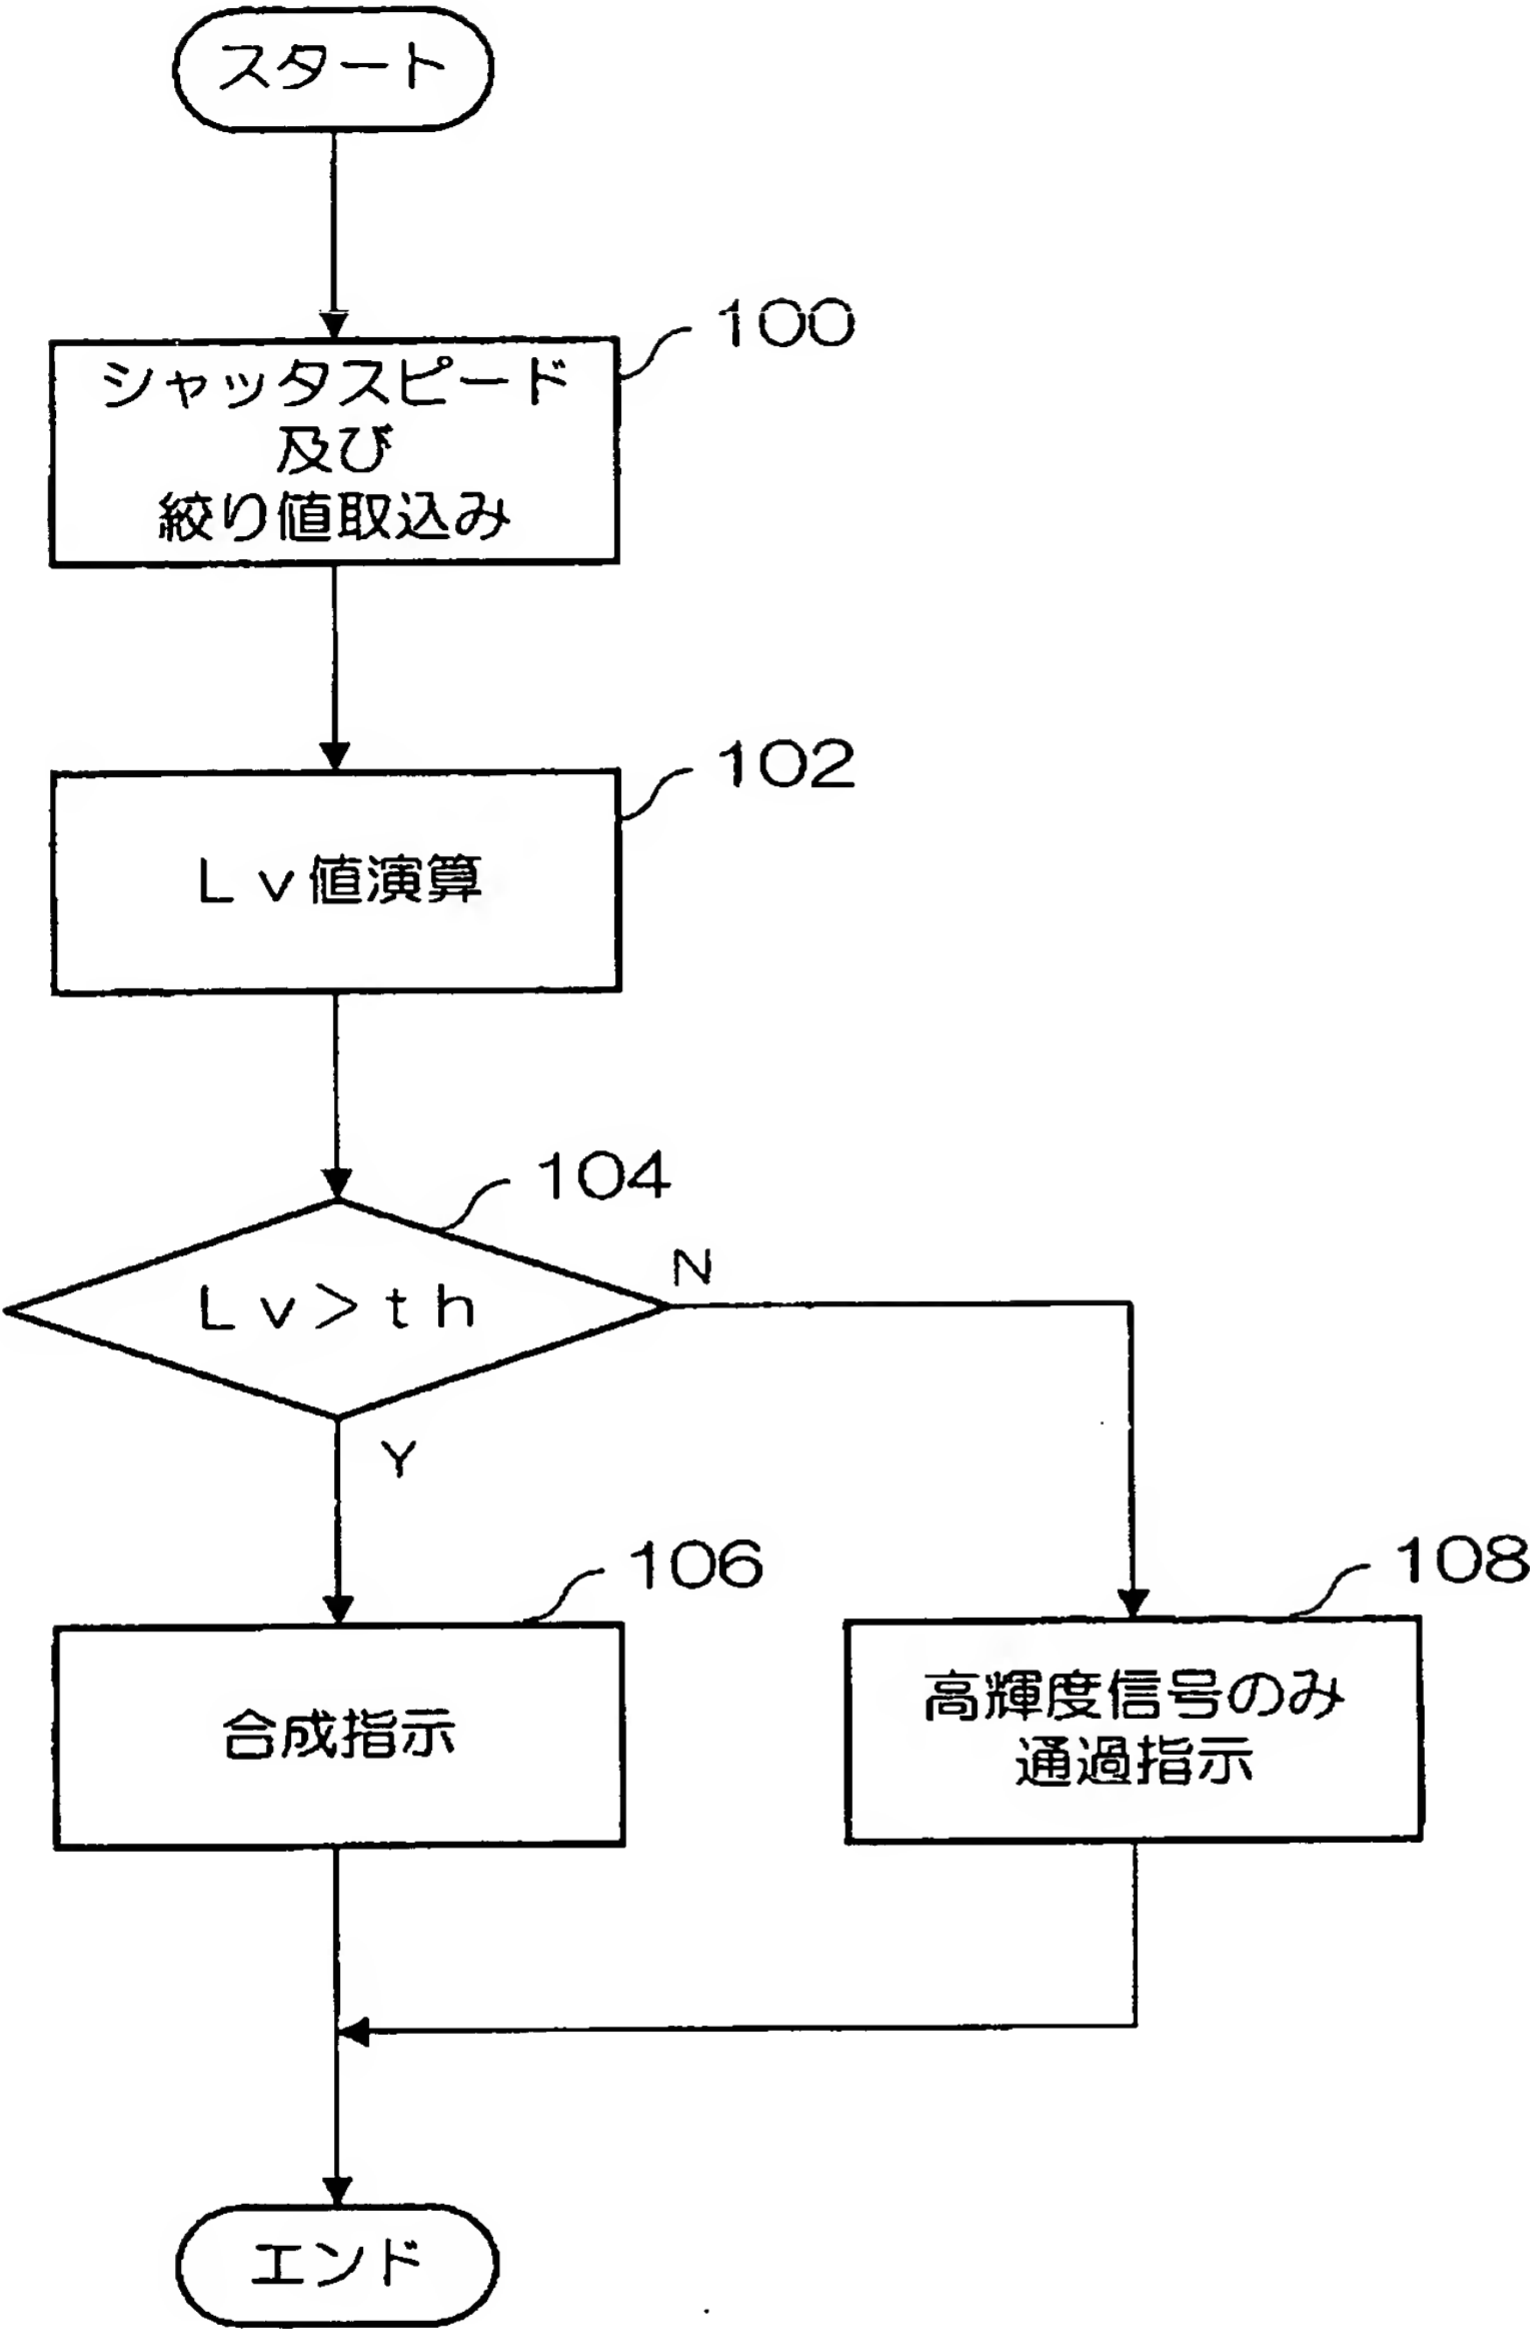 スタート
100
シャッタスピード
及び
絞り値取込み
102
Lv値演算
104
Lv>th
N
Y
106
合成指示
108
高輝度信号のみ
通過指示
エンド